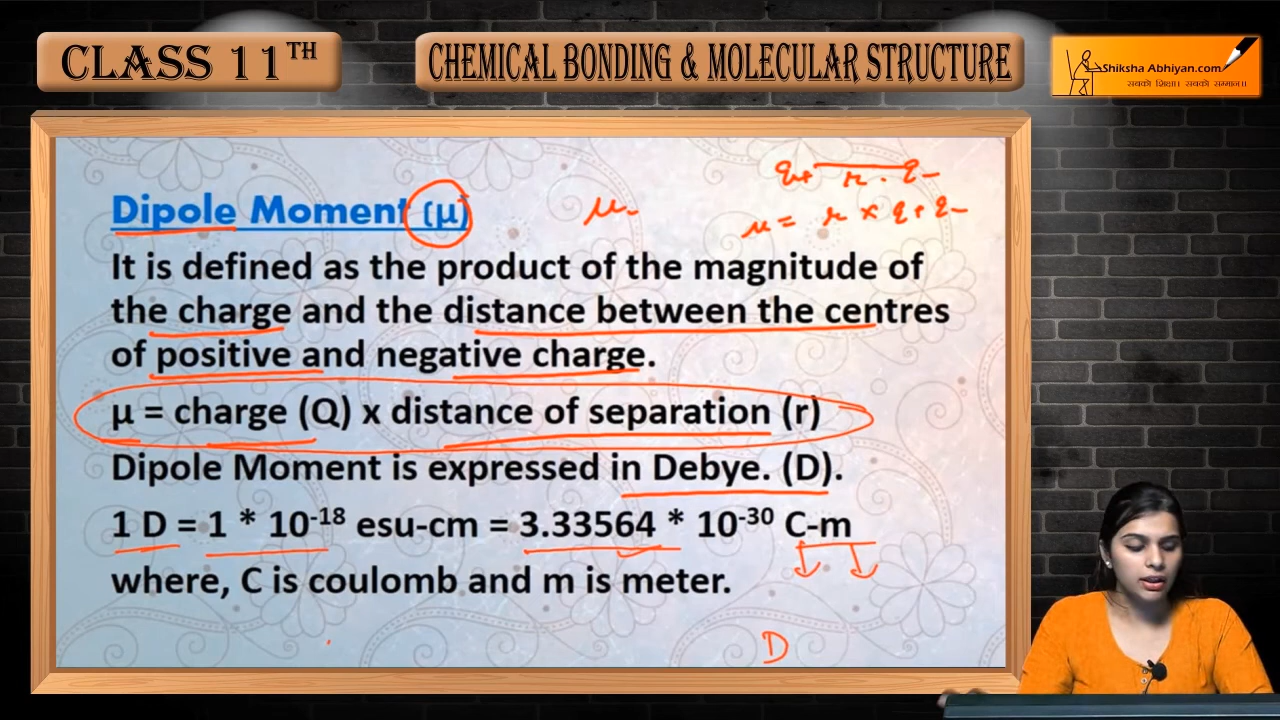 CLASS 11TH
CHEMICAL BONDING & MOLECULAR STRUCTURE
Shiksha Abhiyan.com
सबको शिक्षा। सबको सम्मान।।
q+ r . q-
Dipole Moment (μ)
μ
μ = r × q+ q-
It is defined as the product of the magnitude of
the charge and the distance between the centres
of positive and negative charge.
μ = charge (Q) x distance of separation (r)
Dipole Moment is expressed in Debye. (D).
1 D = 1 * 10⁻¹⁸ esu-cm = 3.33564 * 10⁻³⁰ C-m
where, C is coulomb and m is meter.
D